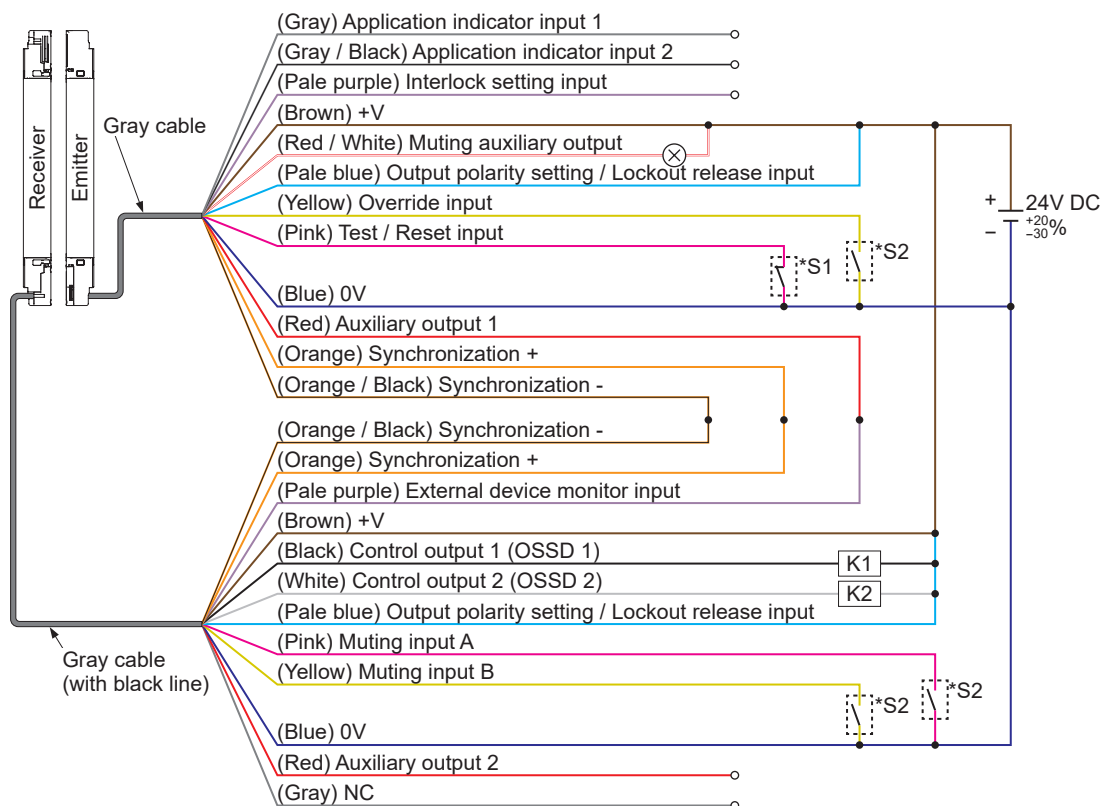 (Gray) Application indicator input 1
(Gray / Black) Application indicator input 2
(Pale purple) Interlock setting input
(Brown) +V
(Red / White) Muting auxiliary output
(Pale blue) Output polarity setting / Lockout release input
(Yellow) Override input
(Pink) Test / Reset input
(Blue) 0V
(Red) Auxiliary output 1
(Orange) Synchronization +
(Orange / Black) Synchronization -
(Orange / Black) Synchronization -
(Orange) Synchronization +
(Pale purple) External device monitor input
(Brown) +V
(Black) Control output 1 (OSSD 1)
(White) Control output 2 (OSSD 2)
(Pale blue) Output polarity setting / Lockout release input
(Pink) Muting input A
(Yellow) Muting input B
(Blue) 0V
(Red) Auxiliary output 2
(Gray) NC
Receiver
Emitter
Gray cable
Gray cable
(with black line)
*S1
*S2
+
−
24V DC
+20
−30%
K1
K2
*S2
*S2